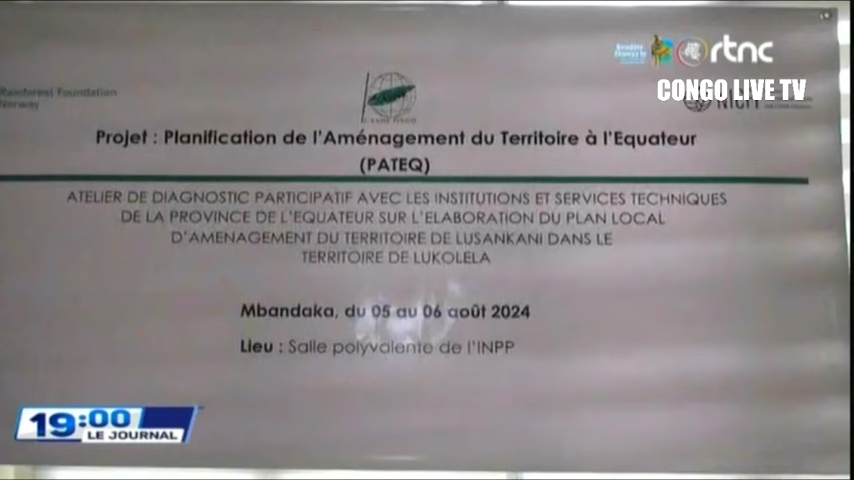 rtnc
CONGO LIVE TV
Rainforest Foundation
Norway
Projet : Planification de l'Aménagement du Territoire à l'Equateur
(PATEQ)
ATELIER DE DIAGNOSTIC PARTICIPATIF AVEC LES INSTITUTIONS ET SERVICES TECHNIQUES
DE LA PROVINCE DE L'EQUATEUR SUR L'ELABORATION DU PLAN LOCAL
D'AMENAGEMENT DU TERRITOIRE DE LUSANKANI DANS LE
TERRITOIRE DE LUKOLELA
Mbandaka, du 05 au 06 août 2024
Lieu : Salle polyvalente de l'INPP
19:00
LE JOURNAL